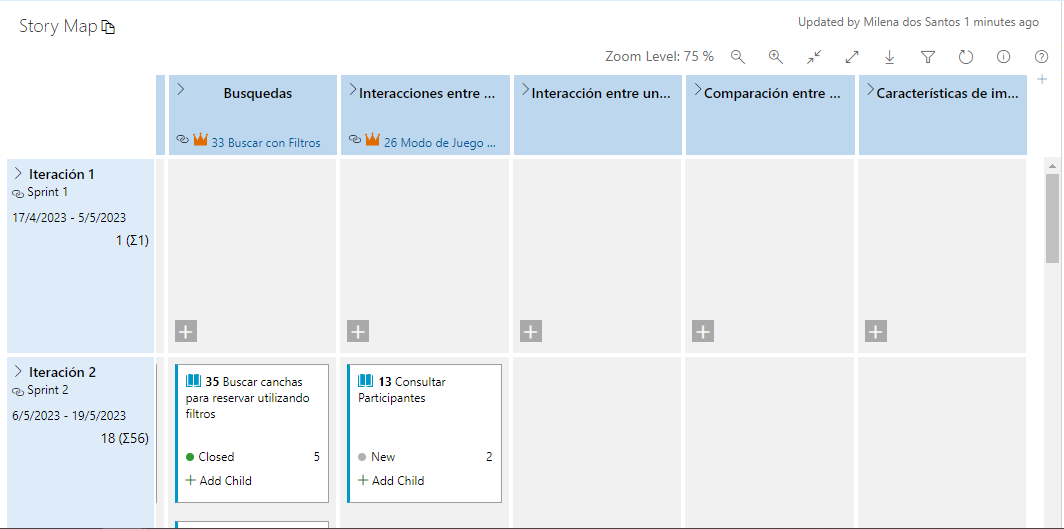 Story Map
Updated by Milena dos Santos 1 minutes ago
Zoom Level: 75 %
Busquedas
33 Buscar con Filtros
Interacciones entre ...
26 Modo de Juego ...
Interacción entre un...
Comparación entre ...
Características de im...
Iteración 1
Sprint 1
17/4/2023 - 5/5/2023
1 (Σ1)
Iteración 2
Sprint 2
6/5/2023 - 19/5/2023
18 (Σ56)
35 Buscar canchas
para reservar utilizando
filtros
Closed 5
+ Add Child
13 Consultar
Participantes
New 2
+ Add Child